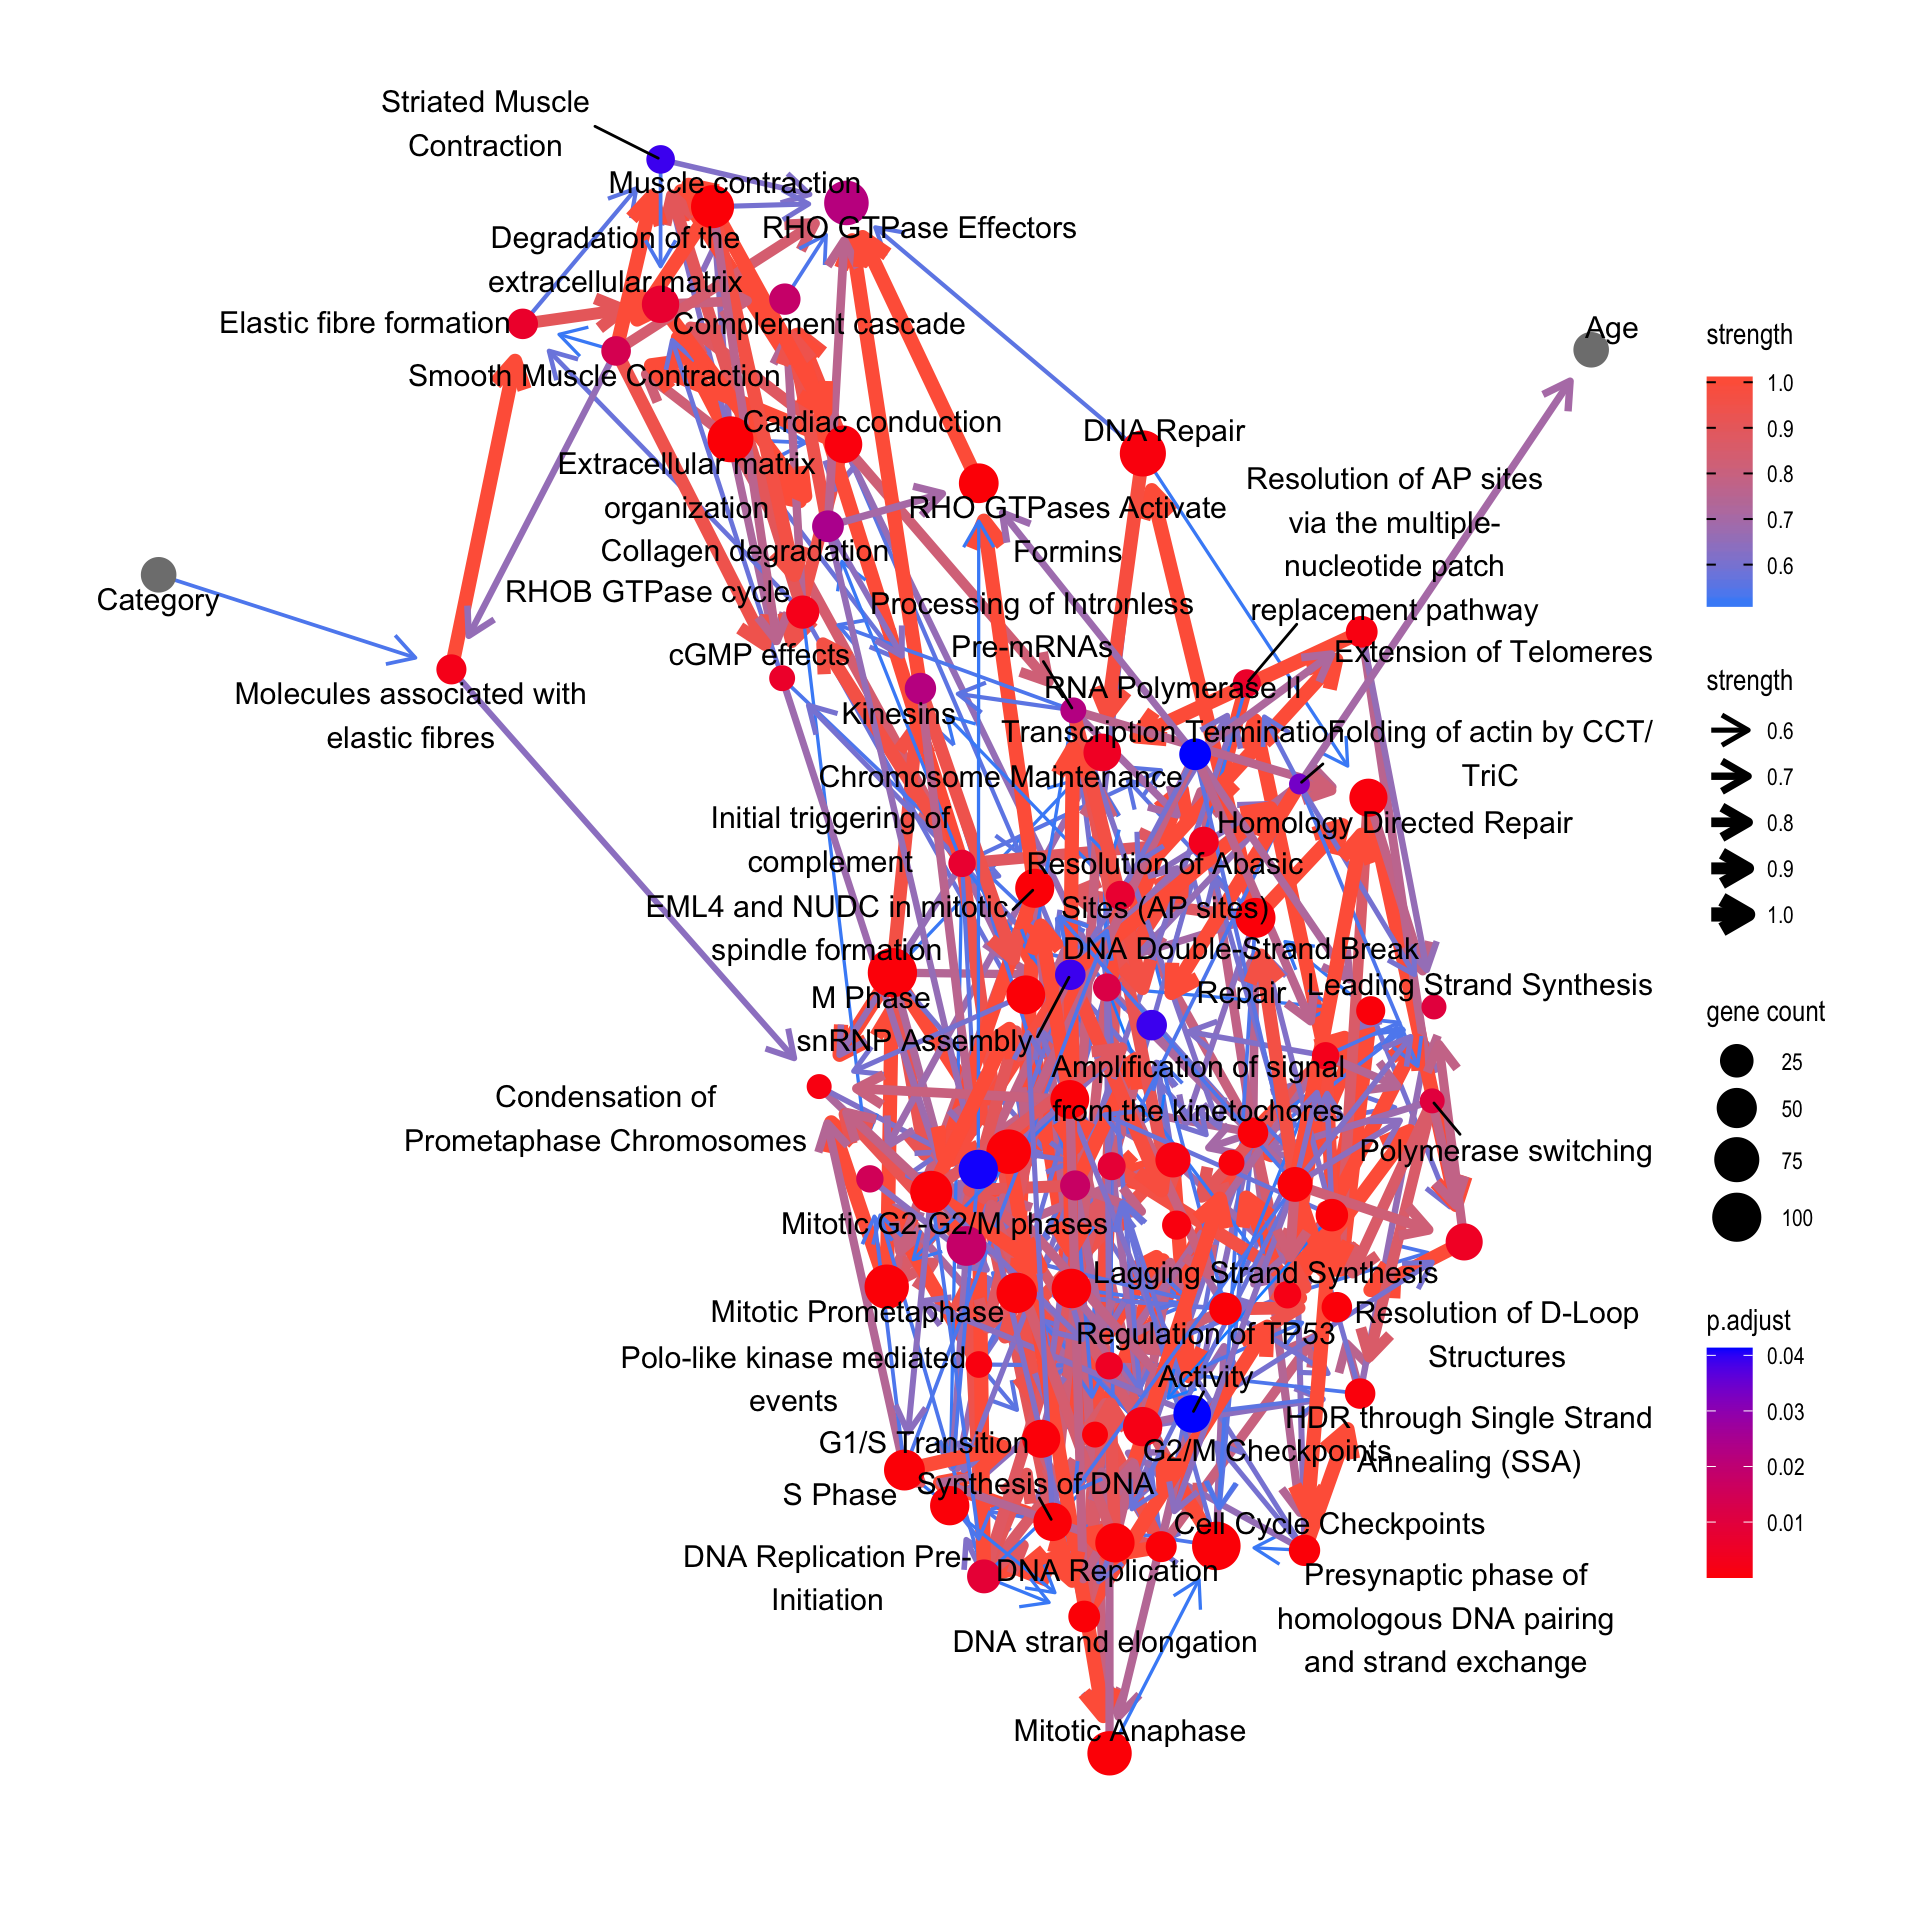 Striated Muscle
Contraction
Muscle contraction
RHO GTPase Effectors
Degradation of the
extracellular matrix
Elastic fibre formation
Complement cascade
Smooth Muscle Contraction
Age
Cardiac conduction
DNA Repair
Extracellular matrix
organization
Resolution of AP sites
via the multiple-
nucleotide patch
replacement pathway
RHO GTPases Activate
Formins
Collagen degradation
RHOB GTPase cycle
Category
Processing of Intronless
Pre-mRNAs
cGMP effects
Extension of Telomeres
Molecules associated with
elastic fibres
Kinesins
RNA Polymerase II
Transcription Termination
Folding of actin by CCT/
TriC
Chromosome Maintenance
Initial triggering of
complement
Homology Directed Repair
Resolution of Abasic
Sites (AP sites)
EML4 and NUDC in mitotic
spindle formation
DNA Double-Strand Break
Repair
M Phase
Leading Strand Synthesis
snRNP Assembly
Amplification of signal
from the kinetochores
Condensation of
Prometaphase Chromosomes
Polymerase switching
Mitotic G2-G2/M phases
Lagging Strand Synthesis
Mitotic Prometaphase
Resolution of D-Loop
Structures
Regulation of TP53
Activity
Polo-like kinase mediated
events
HDR through Single Strand
Annealing (SSA)
G1/S Transition
G2/M Checkpoints
Synthesis of DNA
S Phase
Cell Cycle Checkpoints
DNA Replication Pre-
Initiation
DNA Replication
Presynaptic phase of
homologous DNA pairing
and strand exchange
DNA strand elongation
Mitotic Anaphase
strength
1.0
0.9
0.8
0.7
0.6
strength
0.6
0.7
0.8
0.9
1.0
gene count
25
50
75
100
p.adjust
0.04
0.03
0.02
0.01